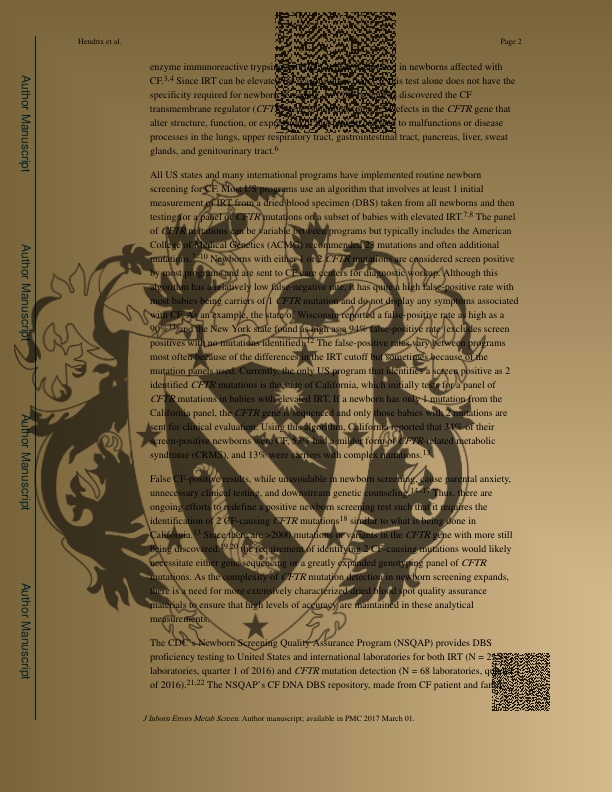 Hendrix et al.
Page 2
enzyme immunoreactive in newborns affected with
CF.3,4 Since IRT can be elevated this test alone does not have the
specificity required for newborn discovered the CF
transmembrane regulator (CFTR defects in the CFTR gene that
alter structure, function, or to malfunctions or disease
processes in the lungs, upper respiratory tract, gastrointestinal tract, pancreas, liver, sweat
glands, and genitourinary tract.6
All US states and many international programs have implemented routine newborn
screening for CF. Most US programs use an algorithm that involves at least 1 initial
measurement of IRT from a dried blood specimen (DBS) taken from all newborns and then
testing for a panel of CFTR mutations on a subset of babies with elevated IRT.7,8 The panel
of CFTR mutations can be variable between programs but typically includes the American
College of Medical Genetics (ACMG) recommended 23 mutations and often additional
mutations. Newborns with either 1 or 2 CFTR mutations are considered screen positive
by most programs and are sent to CF care centers for diagnostic workup. Although this
algorithm has a relatively low false-negative rate, it has quite a high false-positive rate with
most babies being carriers of 1 CFTR mutation and do not display any symptoms associated
with CF. As an example, the state of Wisconsin reported a false-positive rate as high as a
90%11 and the New York state found as high as a 94% false-positive rate (excludes screen
positives with no mutations identified).12 The false-positive rates vary between programs
most often because of the differences in the IRT cutoff but sometimes because of the
mutation panels used. Currently, the only US program that identifies a screen positive as 2
identified CFTR mutations is the state of California, which initially tests for a panel of
CFTR mutations in babies with elevated IRT. If a newborn has only 1 mutation from the
California panel, the CFTR gene is sequenced and only those babies with 2 mutations are
sent for clinical evaluation. Using this algorithm, California reported that 34% of their
screen-positive newborns were CF, 53% had a milder form of CFTR-related metabolic
syndrome (CRMS), and 13% were carriers with complex mutations.13
False CF-positive results, while unavoidable in newborn screening, cause parental anxiety,
unnecessary clinical testing, and downstream genetic counseling. Thus, there are
ongoing efforts to redefine a positive newborn screening test such that it requires the
identification of 2 CF-causing CFTR mutations18 similar to what is being done in
California.13 Since there are >2000 mutations or variants in the CFTR gene with more still
being discovered,19,20 the requirement of identifying 2 CF-causing mutations would likely
necessitate either gene sequencing or a greatly expanded genotyping panel of CFTR
mutations. As the complexity of CFTR mutation detection in newborn screening expands,
there is a need for more extensively characterized dried blood spot quality assurance
materials to ensure that high levels of accuracy are maintained in these analytical
measurements.
The CDC's Newborn Screening Quality Assurance Program (NSQAP) provides DBS
proficiency testing to United States and international laboratories for both IRT (N =
laboratories, quarter 1 of 2016) and CFTR mutation detection (N = 68 laboratories,
of 2016).21,22 The NSQAP's CF DNA DBS repository, made from CF patient and
J Inborn Errors Metab Screen. Author manuscript; available in PMC 2017 March 01.
Author Manuscript
Author Manuscript
Author Manuscript
Author Manuscript